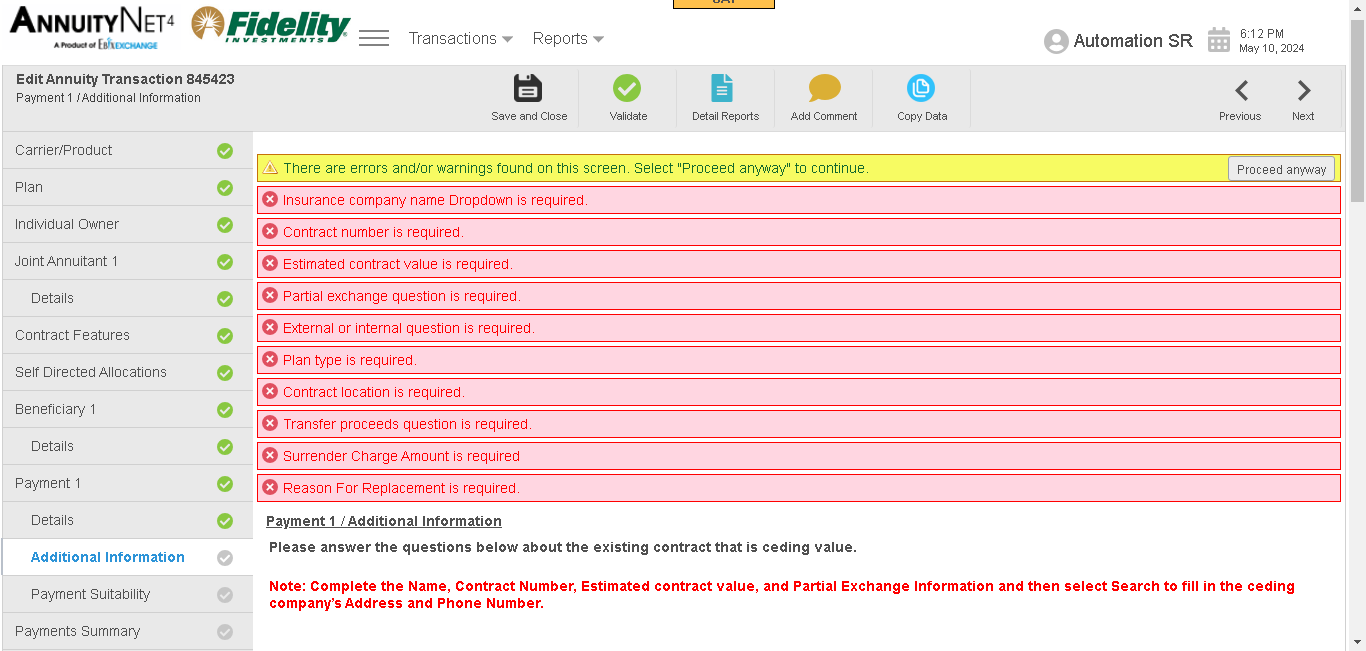 UAT
ANNUITYNET4
A Product of EBIXEXCHANGE
Fidelity
INVESTMENTS
Transactions
Reports
Automation SR
6:12 PM
May 10, 2024
Edit Annuity Transaction 845423
Payment 1 / Additional Information
Save and Close
Validate
Detail Reports
Add Comment
Copy Data
Previous
Next
Carrier/Product
Plan
Individual Owner
Joint Annuitant 1
Details
Contract Features
Self Directed Allocations
Beneficiary 1
Details
Payment 1
Details
Additional Information
Payment Suitability
Payments Summary
There are errors and/or warnings found on this screen. Select "Proceed anyway" to continue.
Proceed anyway
Insurance company name Dropdown is required.
Contract number is required.
Estimated contract value is required.
Partial exchange question is required.
External or internal question is required.
Plan type is required.
Contract location is required.
Transfer proceeds question is required.
Surrender Charge Amount is required
Reason For Replacement is required.
Payment 1 / Additional Information
Please answer the questions below about the existing contract that is ceding value.
Note: Complete the Name, Contract Number, Estimated contract value, and Partial Exchange Information and then select Search to fill in the ceding
company's Address and Phone Number.